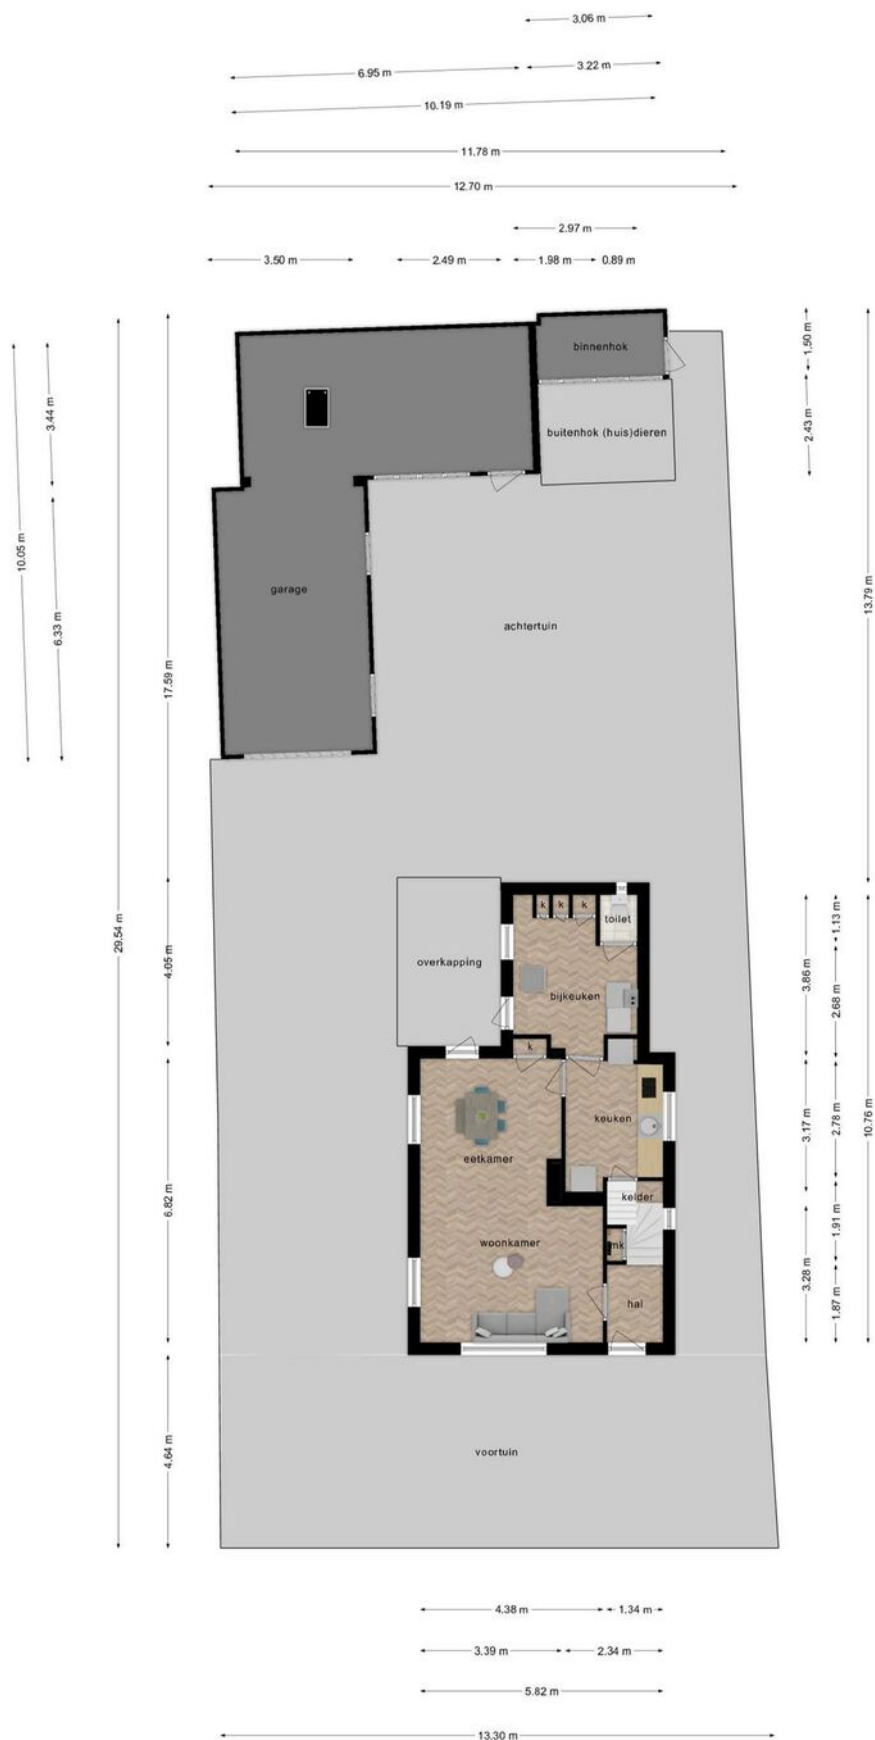 3.06 m
6.95 m
3.22 m
10.19 m
11.78 m
12.70 m
2.97 m
3.50 m
2.49 m
1.98 m
0.89 m
binnenhok
buitenhok (huis)dieren
1.50 m
2.43 m
3.44 m
10.05 m
6.33 m
garage
achtertuin
13.79 m
17.59 m
29.54 m
k
k
k
toilet
overkapping
bijkeuken
4.05 m
3.86 m
1.13 m
2.68 m
k
keuken
eetkamer
kelder
woonkamer
mk
hal
6.82 m
3.17 m
2.78 m
10.76 m
1.91 m
3.28 m
1.87 m
4.64 m
voortuin
4.38 m
1.34 m
3.39 m
2.34 m
5.82 m
13.30 m